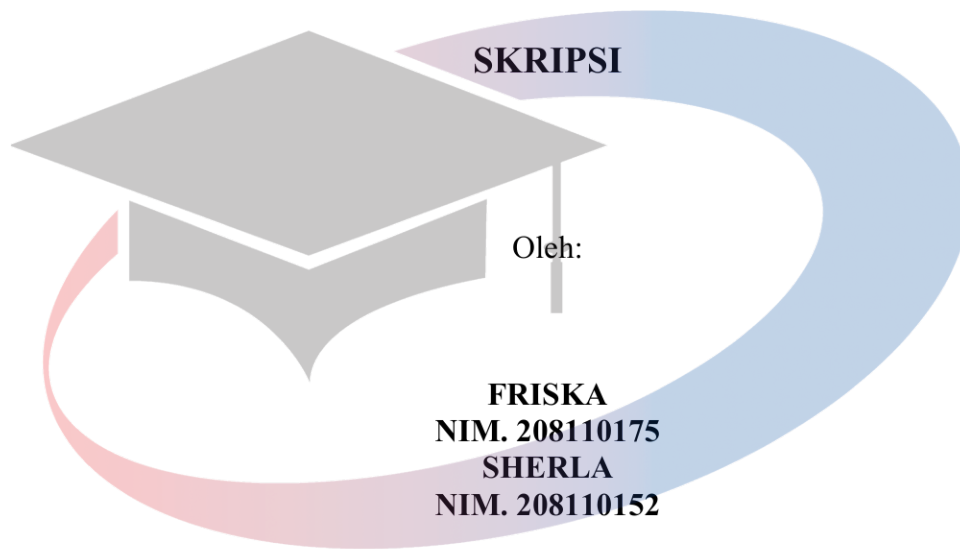 SKRIPSI
Oleh:
FRISKA
NIM. 208110175
SHERLA
NIM. 208110152